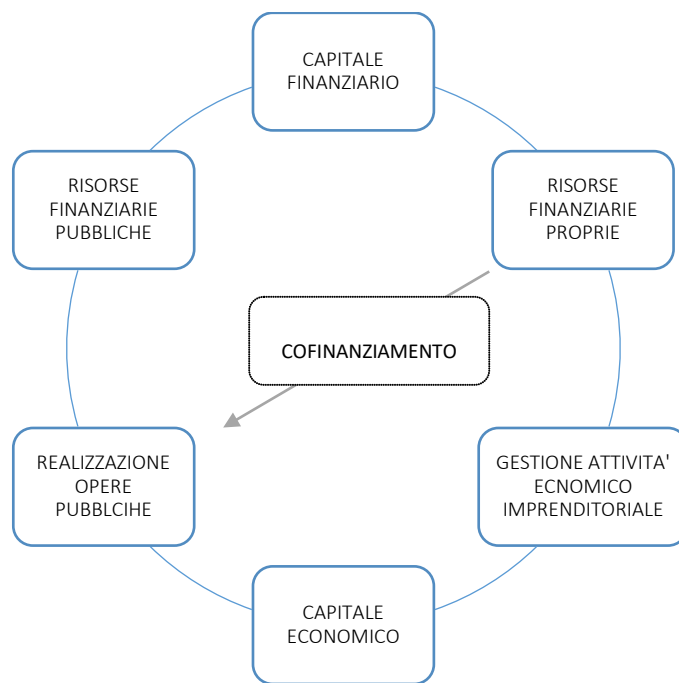 CAPITALE
FINANZIARIO
RISORSE
FINANZIARIE
PUBBLICHE
RISORSE
FINANZIARIE
PROPRIE
COFINANZIAMENTO
REALIZZAZIONE
OPERE
PUBBLCIHE
GESTIONE ATTIVITA'
ECNOMICO
IMPRENDITORIALE
CAPITALE
ECONOMICO